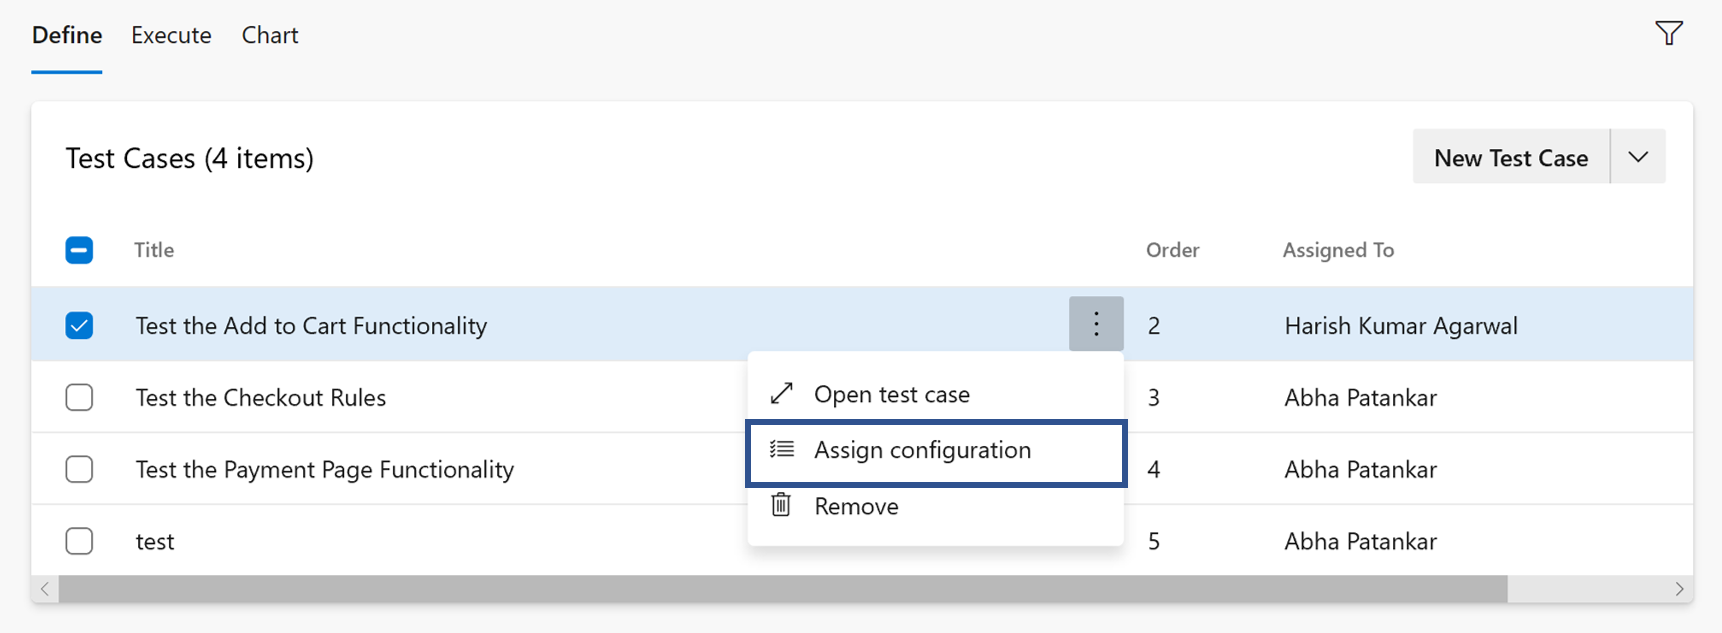 Define Execute Chart
Test Cases (4 items) New Test Case
Title Order Assigned To
Test the Add to Cart Functionality 2 Harish Kumar Agarwal
Open test case
Test the Checkout Rules 3 Abha Patankar
Assign configuration
Test the Payment Page Functionality 4 Abha Patankar
Remove
test 5 Abha Patankar